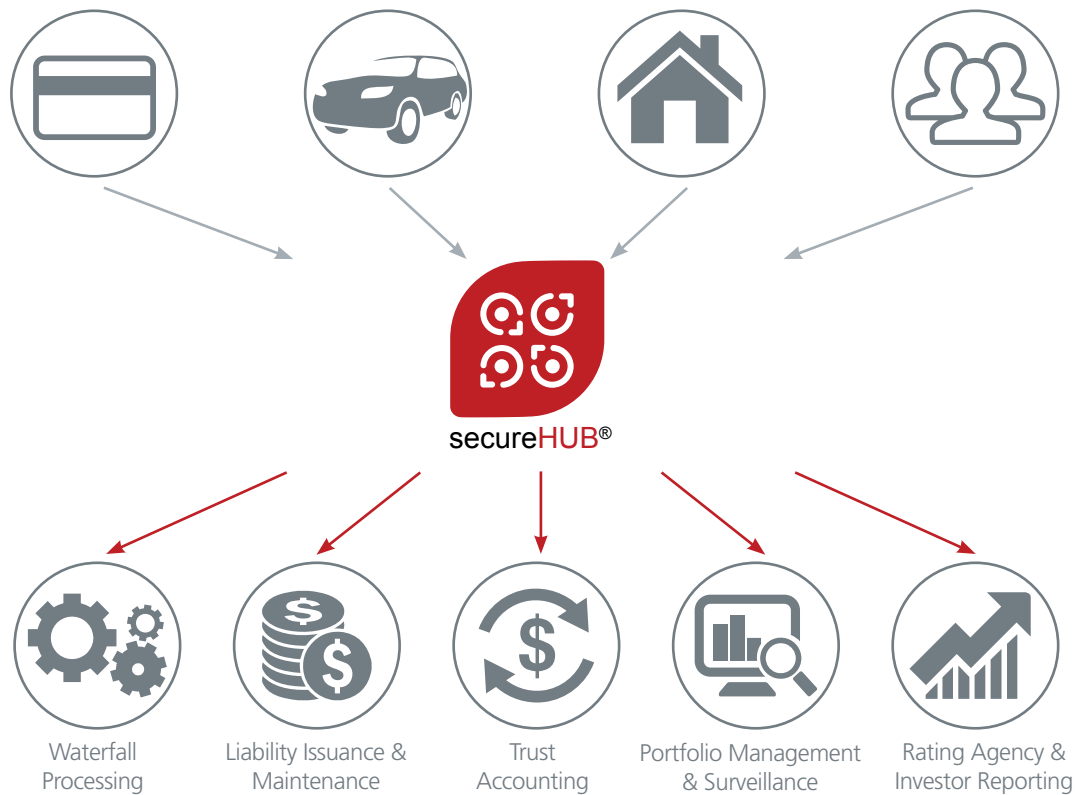 secureHUB®
Waterfall
Processing
Liability Issuance &
Maintenance
Trust
Accounting
Portfolio Management
& Surveillance
Rating Agency &
Investor Reporting